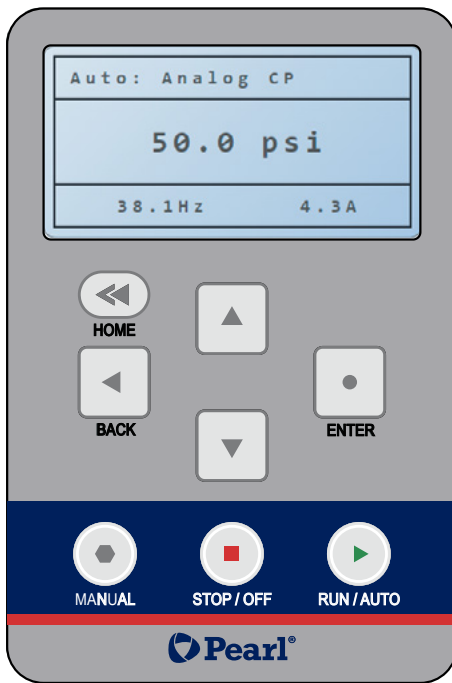 Auto: Analog CP
50.0 psi
38.1Hz 4.3A
HOME
BACK
ENTER
MANUAL
STOP / OFF
RUN / AUTO
Pearl®